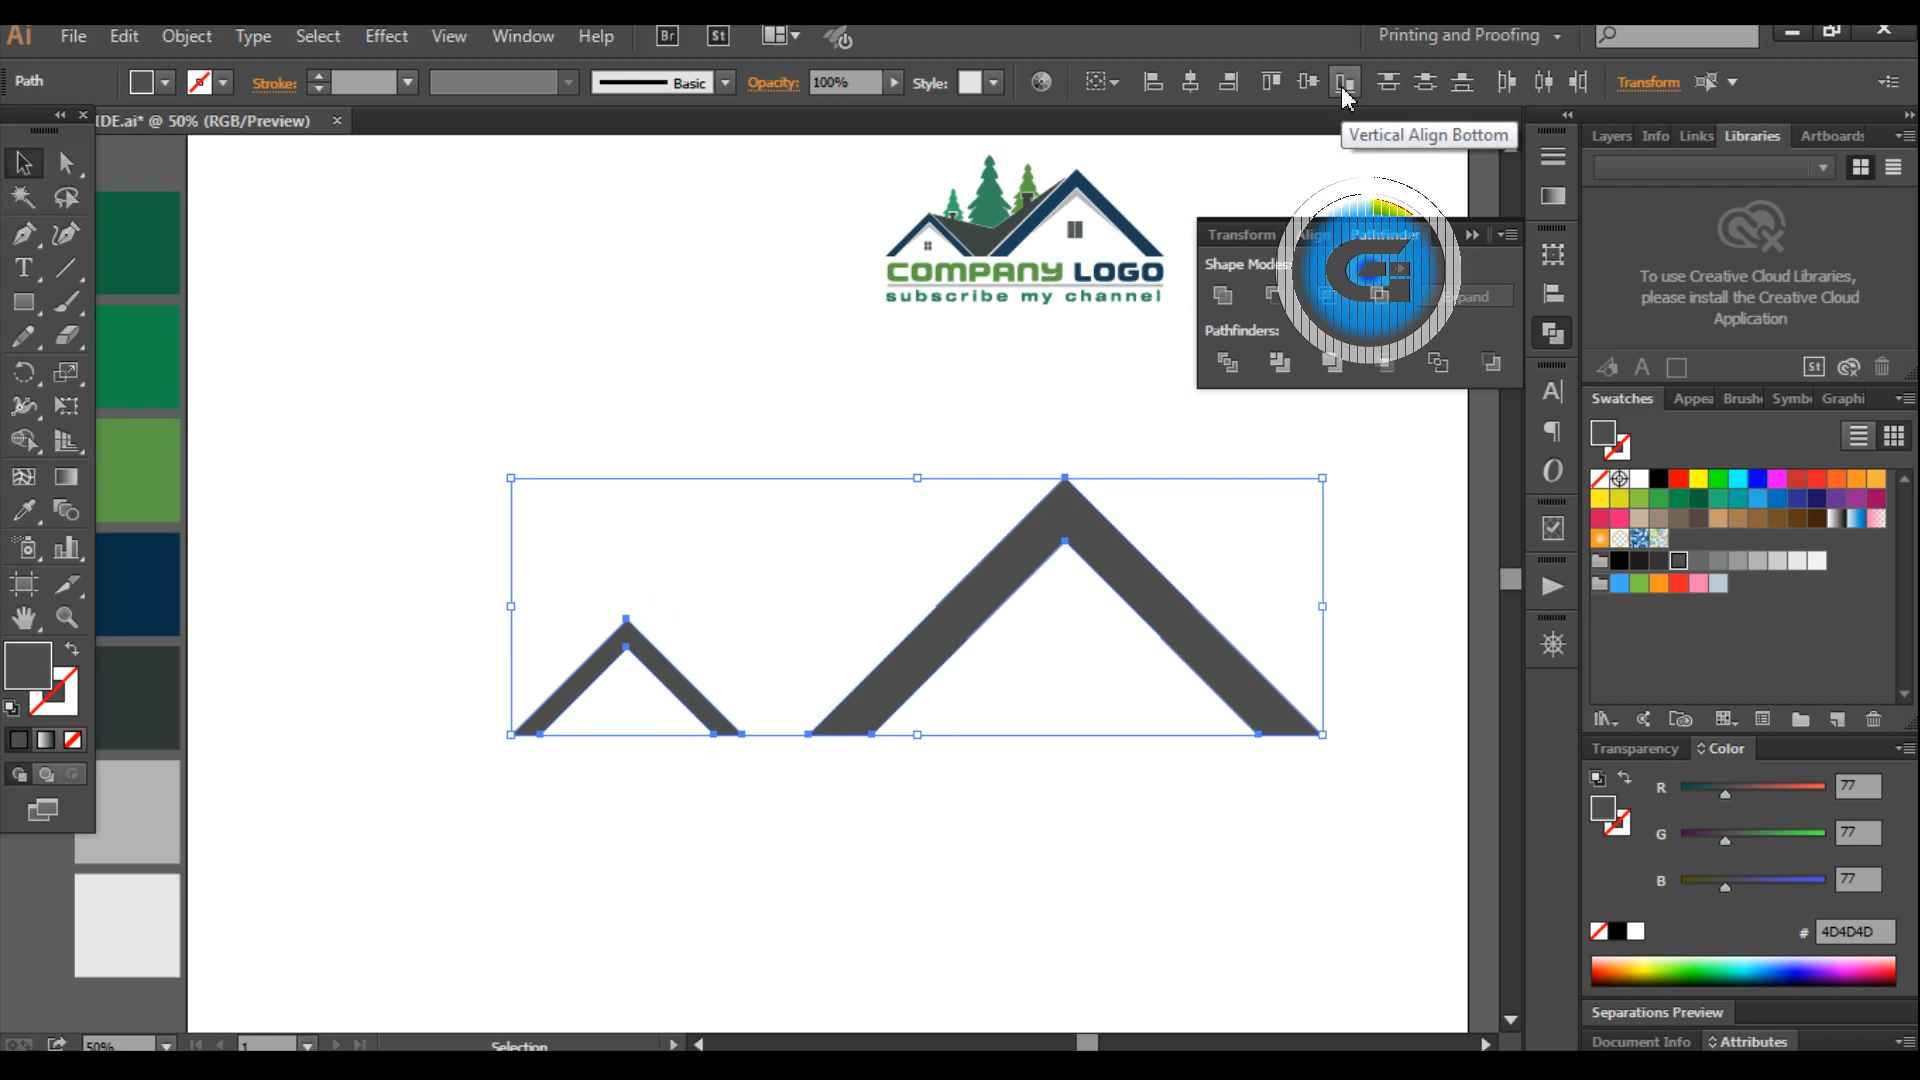 Ai File Edit Object Type Select Effect View Window Help Br St Printing and Proofing
Path Stroke: Basic Opacity: 100% Style: Transform
IDE.ai* @ 50% (RGB/Preview) ×
Vertical Align Bottom
Layers Info Links Libraries Artboards
COMPANY LOGO
subscribe my channel
Transform Align Pathfinder
Shape Modes:
Expand
Pathfinders:
To use Creative Cloud Libraries,
please install the Creative Cloud
Application
St
Swatches Appea Brush Symb Graphi
Transparency Color
R 77
G 77
B 77
# 4D4D4D
Separations Preview
Document Info Attributes
50% 1 Selection